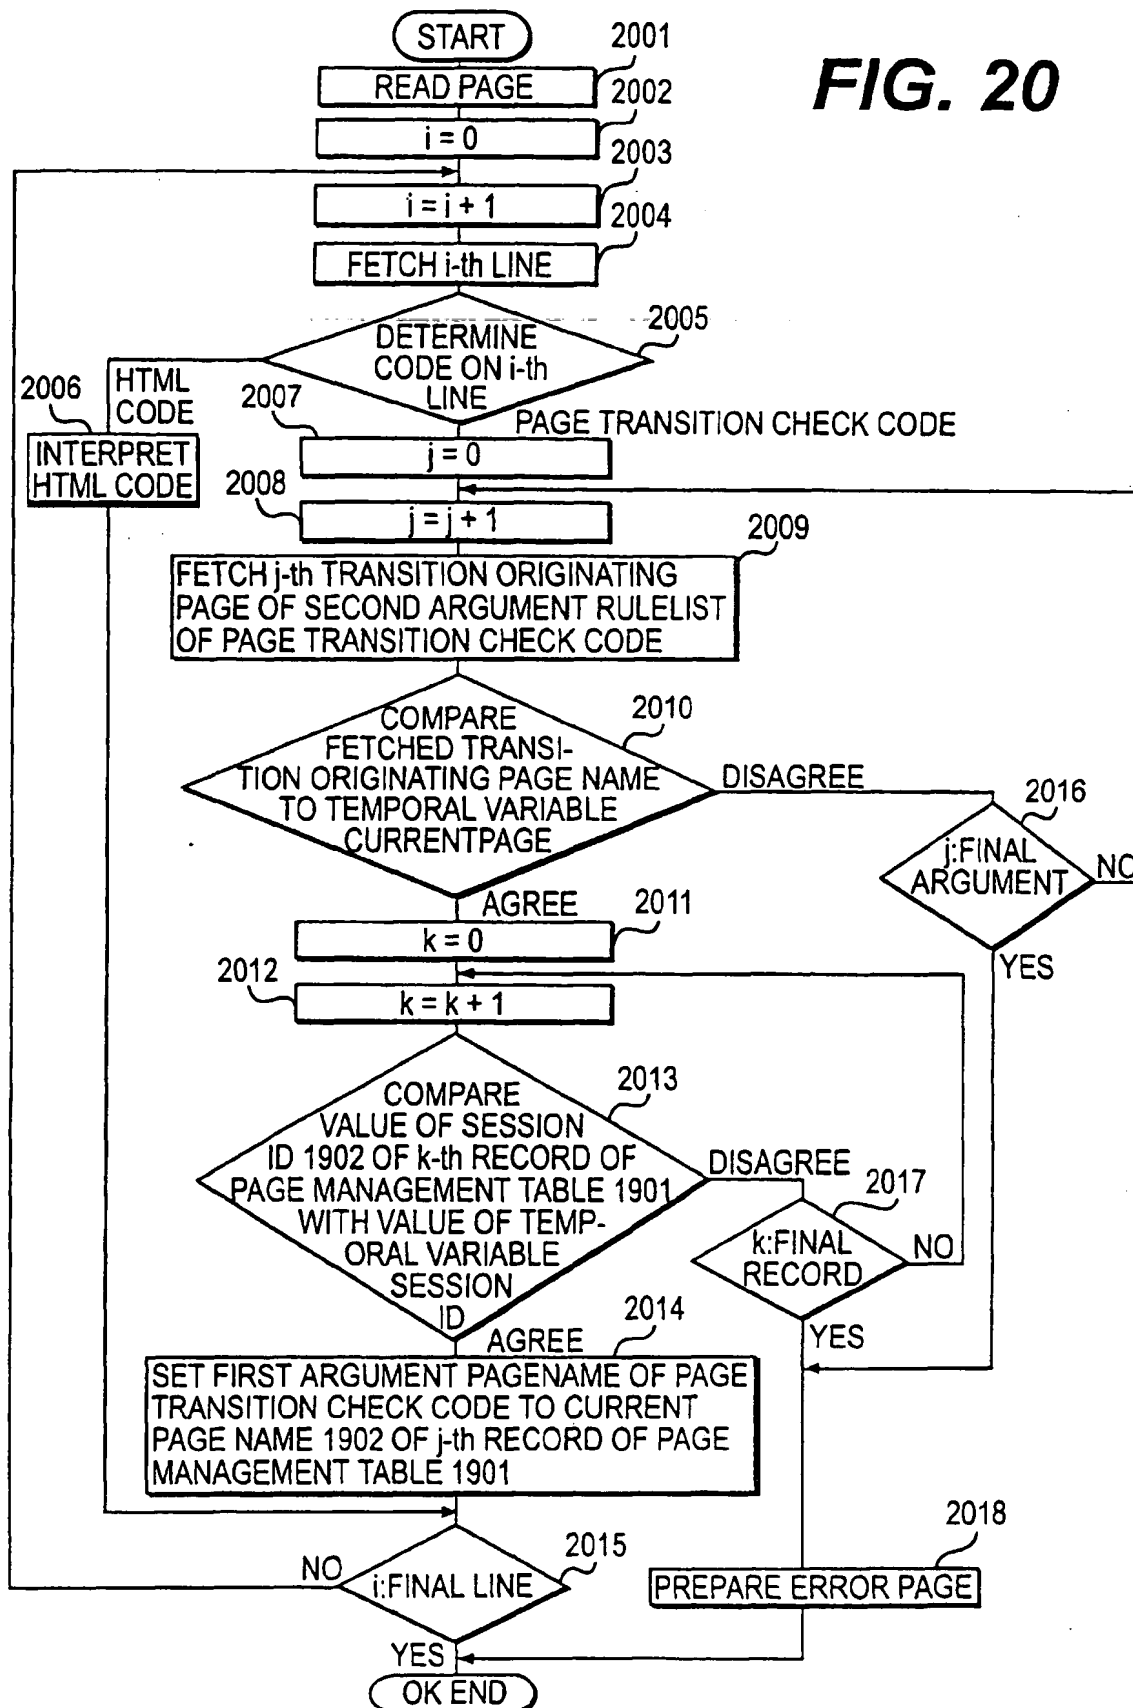 FIG. 20
START
2001
READ PAGE
2002
i = 0
2003
i = i + 1
2004
FETCH i-th LINE
2005
DETERMINE
CODE ON i-th
LINE
HTML
CODE
2006
INTERPRET
HTML CODE
PAGE TRANSITION CHECK CODE
2007
j = 0
2008
j = j + 1
2009
FETCH j-th TRANSITION ORIGINATING
PAGE OF SECOND ARGUMENT RULELIST
OF PAGE TRANSITION CHECK CODE
2010
COMPARE
FETCHED TRANSI-
TION ORIGINATING PAGE NAME
TO TEMPORAL VARIABLE
CURRENTPAGE
DISAGREE
2016
j:FINAL
ARGUMENT
NO
YES
AGREE
2011
k = 0
2012
k = k + 1
2013
COMPARE
VALUE OF SESSION
ID 1902 OF k-th RECORD OF
PAGE MANAGEMENT TABLE 1901
WITH VALUE OF TEMP-
ORAL VARIABLE
SESSION
ID
DISAGREE
2017
k:FINAL
RECORD
NO
YES
AGREE
2014
SET FIRST ARGUMENT PAGENAME OF PAGE
TRANSITION CHECK CODE TO CURRENT
PAGE NAME 1902 OF j-th RECORD OF PAGE
MANAGEMENT TABLE 1901
2015
NO
i:FINAL LINE
YES
2018
PREPARE ERROR PAGE
OK END